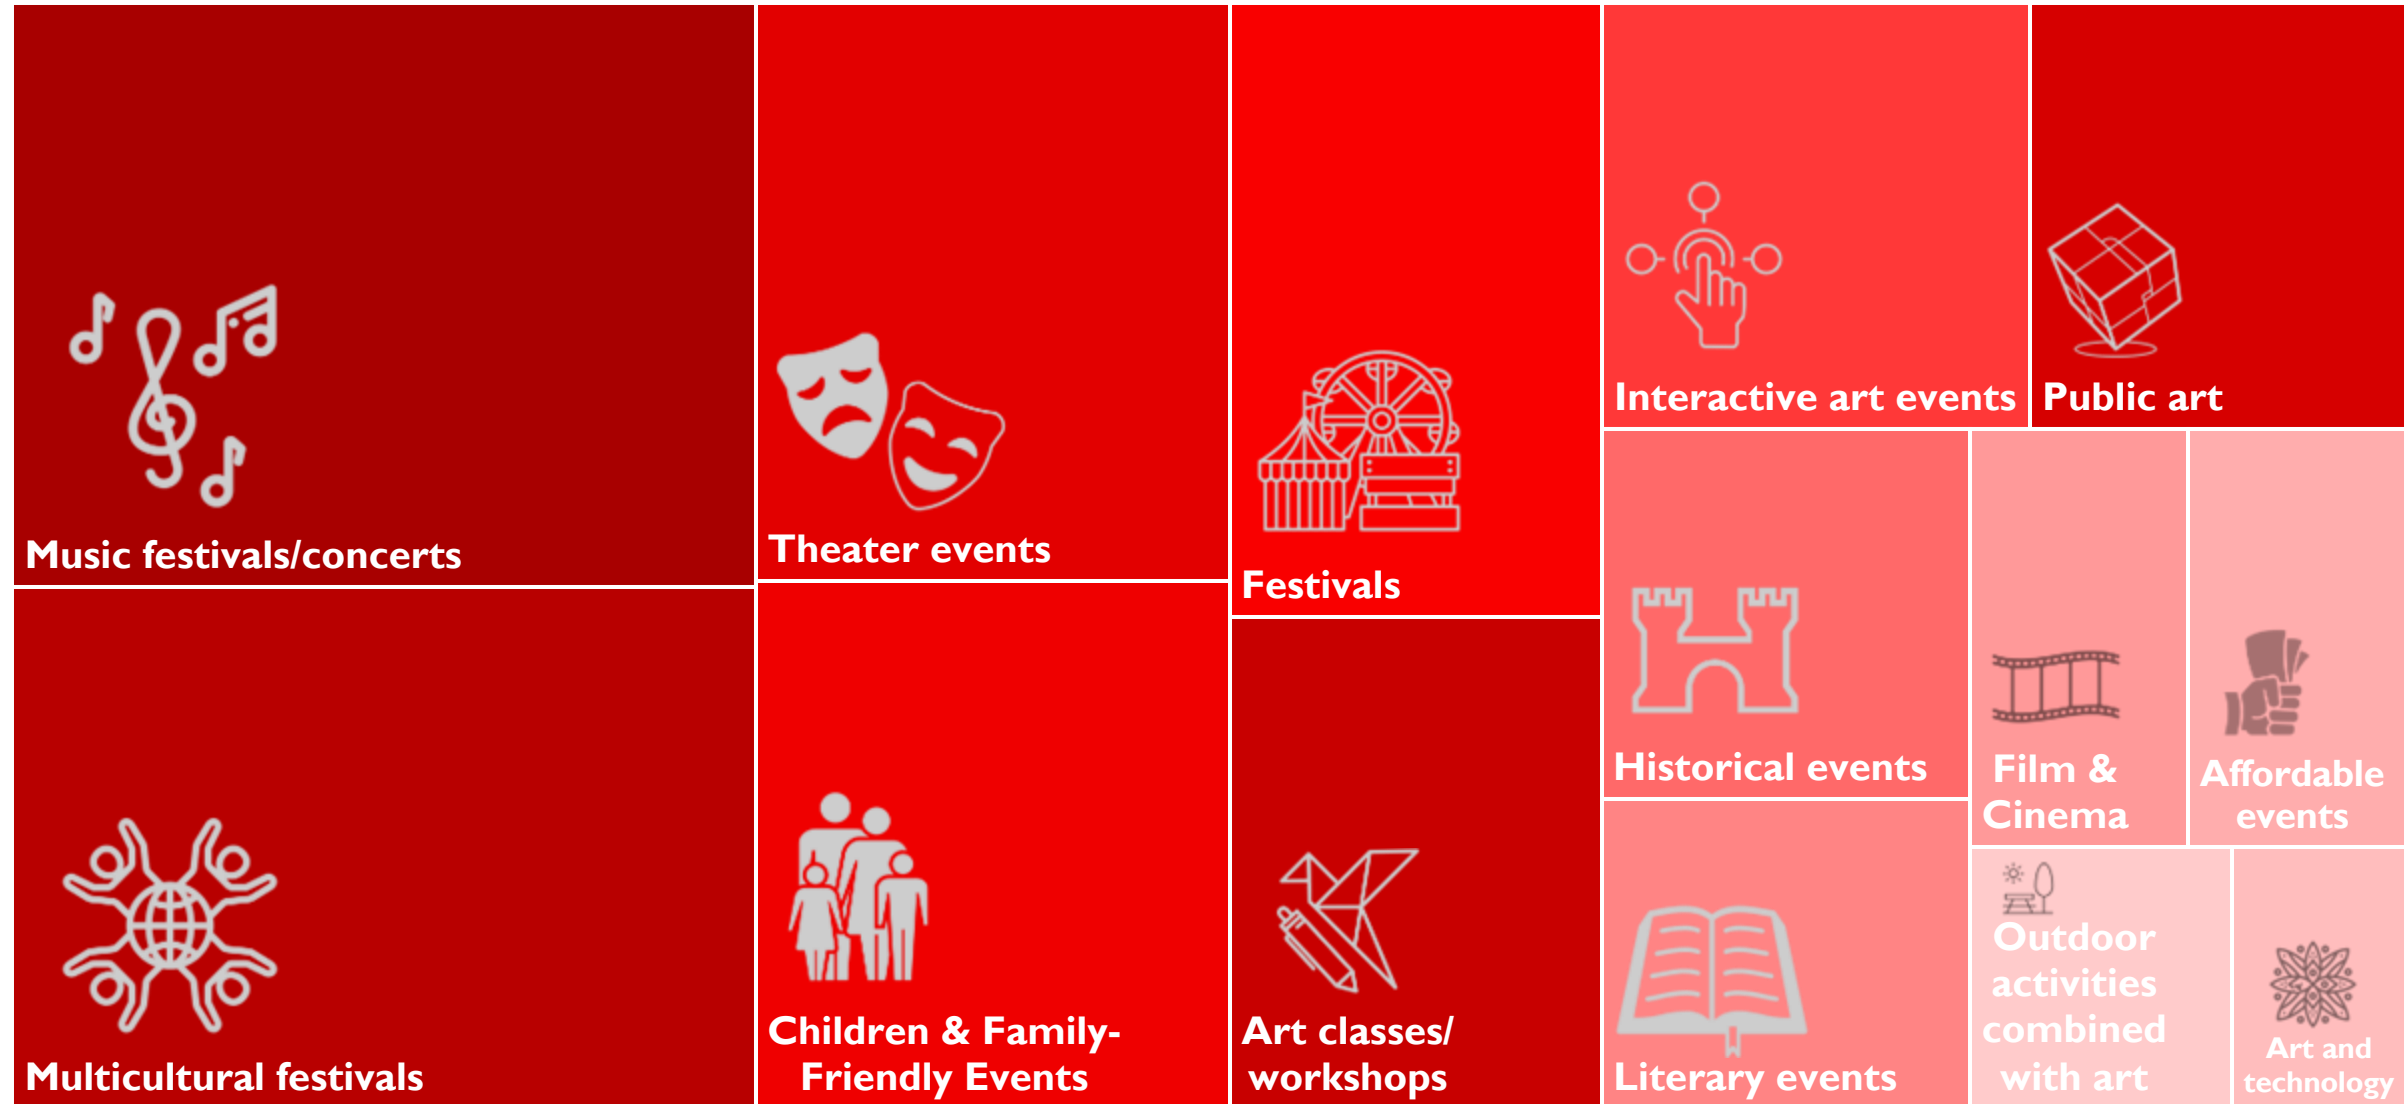 Music festivals/concerts
Multicultural festivals
Theater events
Children & Family-
Friendly Events
Festivals
Art classes/
workshops
Interactive art events
Public art
Historical events
Literary events
Film &
Cinema
Affordable
events
Outdoor
activities
combined
with art
Art and
technology